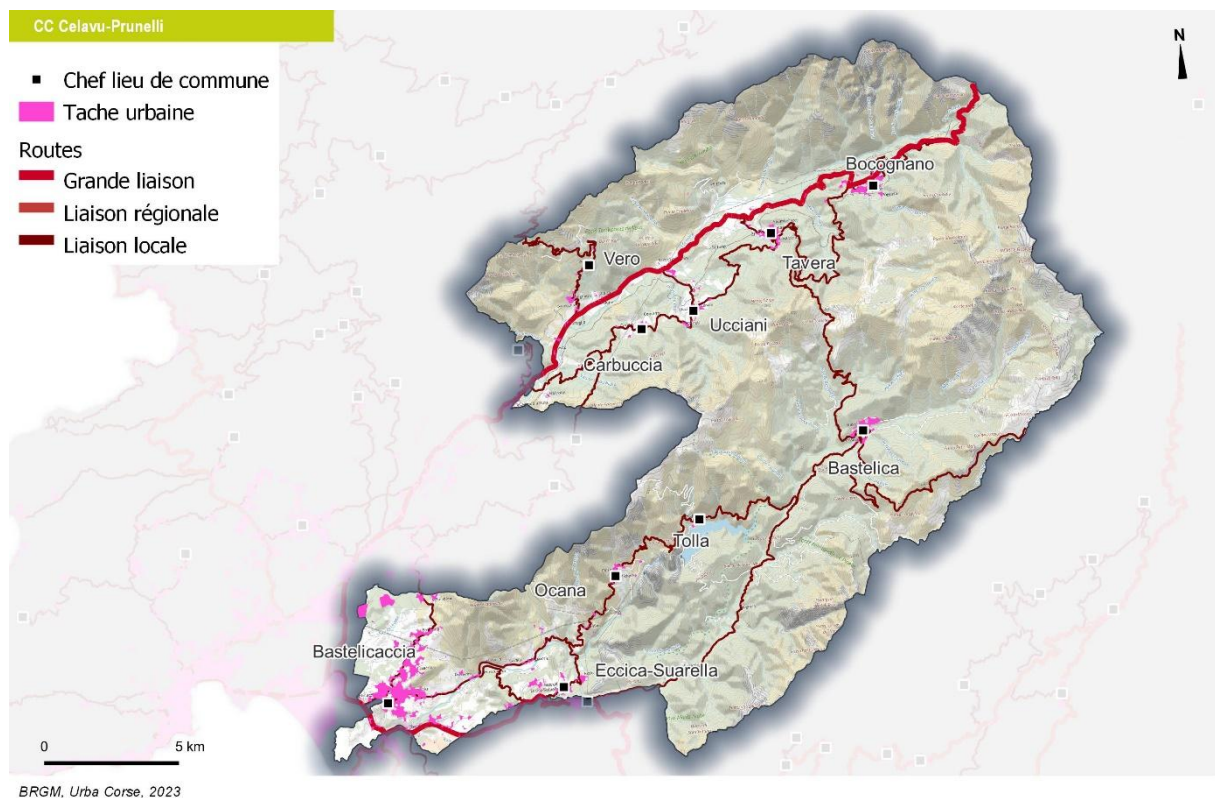 CC Celavu-Prunelli
Chef lieu de commune
Tache urbaine
Routes
Grande liaison
Liaison régionale
Liaison locale
N
Bocognano
Vero
Tavera
Ucciani
Carbuccia
Bastelica
Tolla
Ocana
Bastelicaccia
Eccica-Suarella
0 5 km
BRGM, Urba Corse, 2023